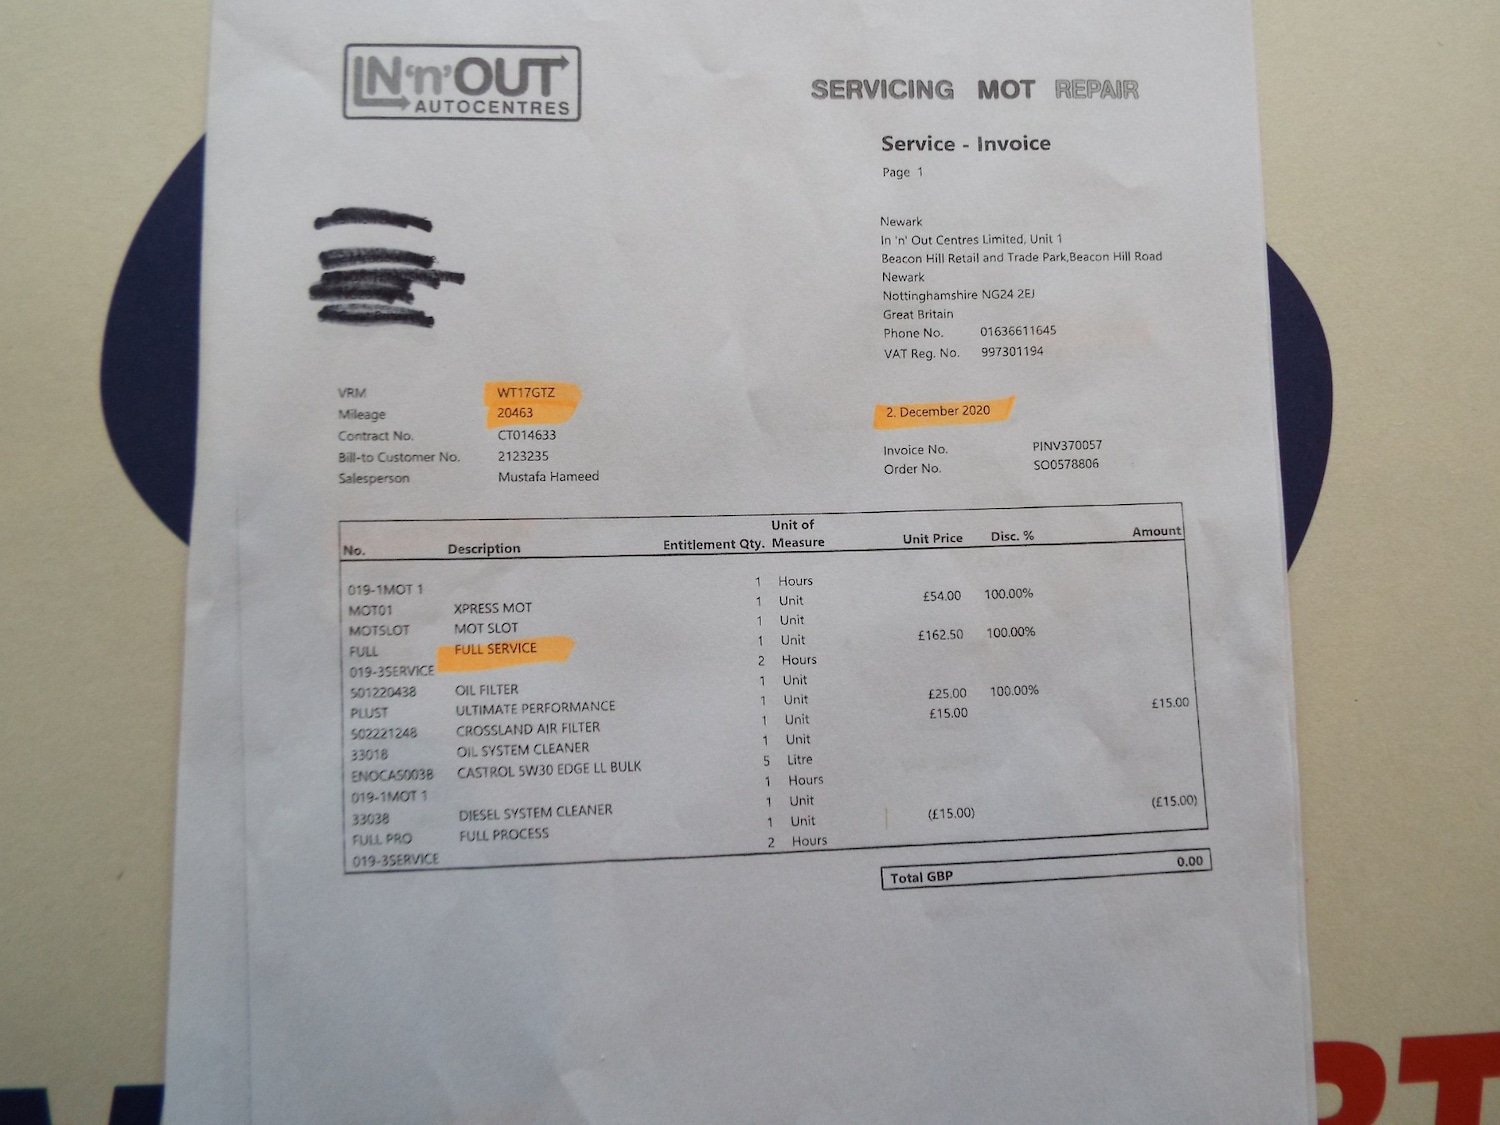 IN'n'OUT
AUTOCENTRES
SERVICING MOT REPAIR
Service - Invoice
Page 1
Newark
In 'n' Out Centres Limited, Unit 1
Beacon Hill Retail and Trade Park,Beacon Hill Road
Newark
Nottinghamshire NG24 2EJ
Great Britain
Phone No. 01636611645
VAT Reg. No. 997301194
VRM WT17GTZ
Mileage 20463
Contract No. CT014633
Bill-to Customer No. 2123235
Salesperson Mustafa Hameed
2. December 2020
Invoice No. PINV370057
Order No. SO0578806
No. Description Entitlement Qty. Unit of Measure Unit Price Disc. % Amount
019-1MOT 1 1 Hours
MOT01 XPRESS MOT 1 Unit £54.00 100.00%
MOTSLOT MOT SLOT 1 Unit
FULL FULL SERVICE 1 Unit £162.50 100.00%
019-3SERVICE 2 Hours
501220438 OIL FILTER 1 Unit
PLUST ULTIMATE PERFORMANCE 1 Unit £25.00 100.00%
502221248 CROSSLAND AIR FILTER 1 Unit £15.00 £15.00
33018 OIL SYSTEM CLEANER 1 Unit
ENOCAS0038 CASTROL 5W30 EDGE LL BULK 5 Litre
019-1MOT 1 1 Hours
33038 DIESEL SYSTEM CLEANER 1 Unit
FULL PRO FULL PROCESS 1 Unit (£15.00) (£15.00)
019-3SERVICE 2 Hours
Total GBP 0.00